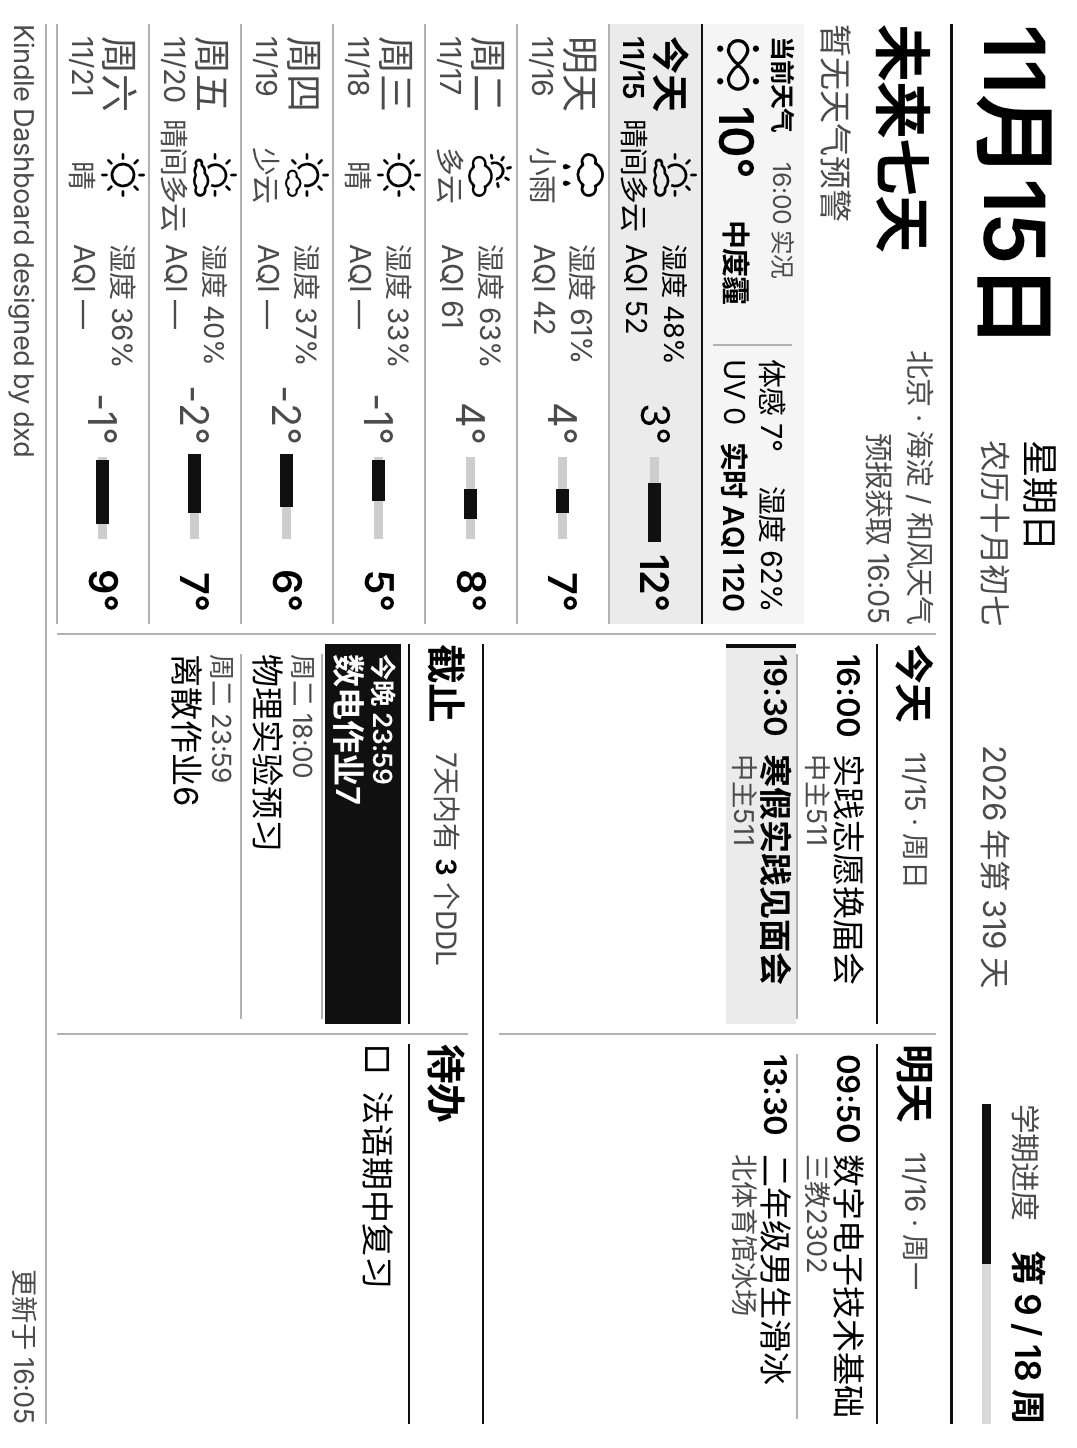 11月15日
星期日
农历十月初七
2026 年第 319 天
学期进度 第 9 / 18 周
未来七天
北京 · 海淀 / 和风天气
暂无天气预警
预报获取 16:05
当前天气 16:00 实况
10° 中度霾
体感 7° 湿度 62%
UV 0 实时 AQI 120
今天 湿度 48%
11/15 晴间多云 AQI 52
3° 12°
明天 湿度 61%
11/16 小雨 AQI 42
4° 7°
周二 湿度 63%
11/17 多云 AQI 61
4° 8°
周三 湿度 33%
11/18 晴 AQI —
-1° 5°
周四 湿度 37%
11/19 少云 AQI —
-2° 6°
周五 湿度 40%
11/20 晴间多云 AQI —
-2° 7°
周六 湿度 36%
11/21 晴 AQI —
-1° 9°
今天 11/15 · 周日
16:00 实践志愿换届会
中主511
19:30 寒假实践见面会
中主511
明天 11/16 · 周一
09:50 数字电子技术基础
三教2302
13:30 二年级男生滑冰
北体育馆冰场
截止 7天内有 3 个DDL
今晚 23:59
数电作业7
周二 18:00
物理实验预习
周二 23:59
离散作业6
待办
法语期中复习
Kindle Dashboard designed by dxd
更新于 16:05